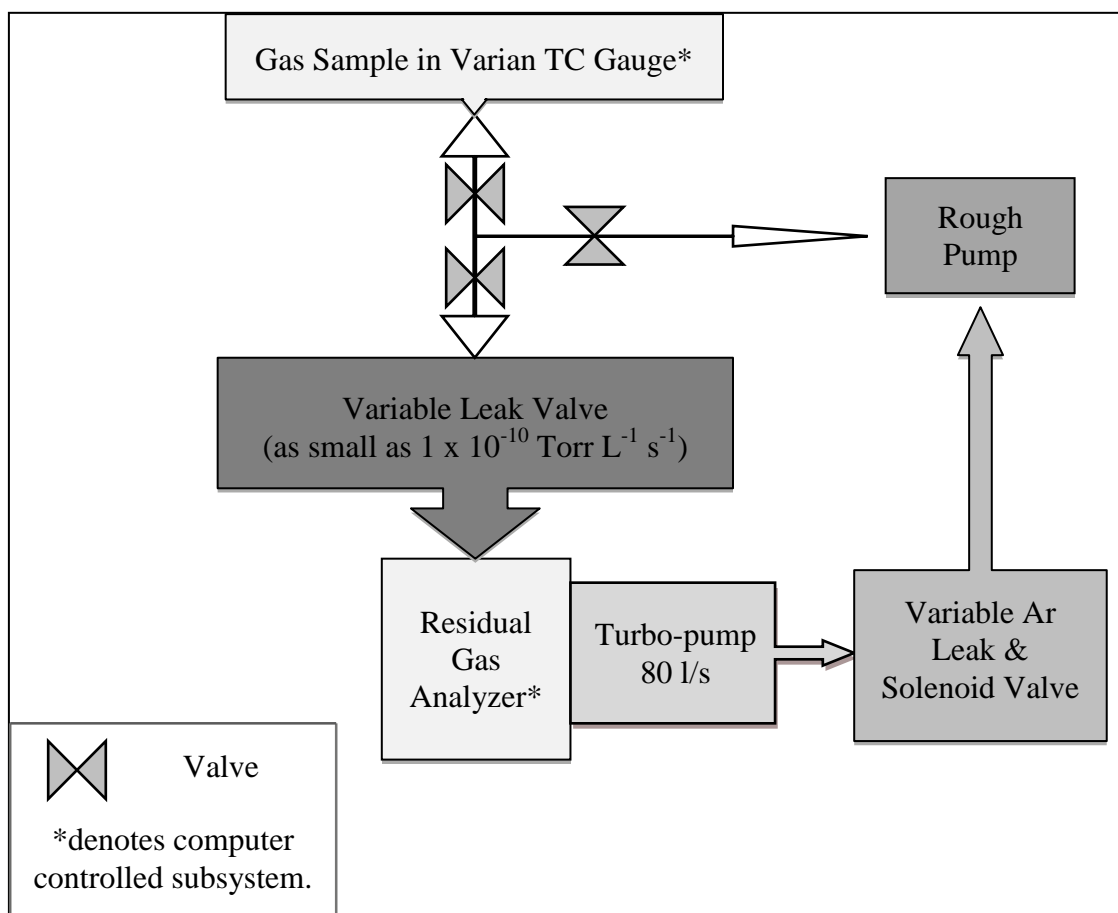 Gas Sample in Varian TC Gauge*
Rough
Pump
Variable Leak Valve
(as small as 1 x 10⁻¹⁰ Torr L⁻¹ s⁻¹)
Residual
Gas
Analyzer*
Turbo-pump
80 l/s
Variable Ar
Leak &
Solenoid Valve
Valve
*denotes computer
controlled subsystem.